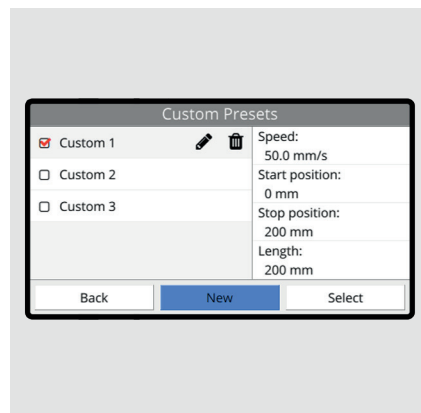 Custom Presets
Custom 1
Custom 2
Custom 3
Speed:
50.0 mm/s
Start position:
0 mm
Stop position:
200 mm
Length:
200 mm
Back
New
Select